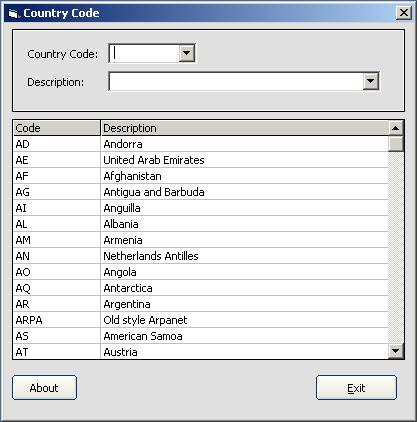 Country Code
Country Code:
Description:
Code Description
AD Andorra
AE United Arab Emirates
AF Afghanistan
AG Antigua and Barbuda
AI Anguilla
AL Albania
AM Armenia
AN Netherlands Antilles
AO Angola
AQ Antarctica
AR Argentina
ARPA Old style Arpanet
AS American Samoa
AT Austria
About Exit